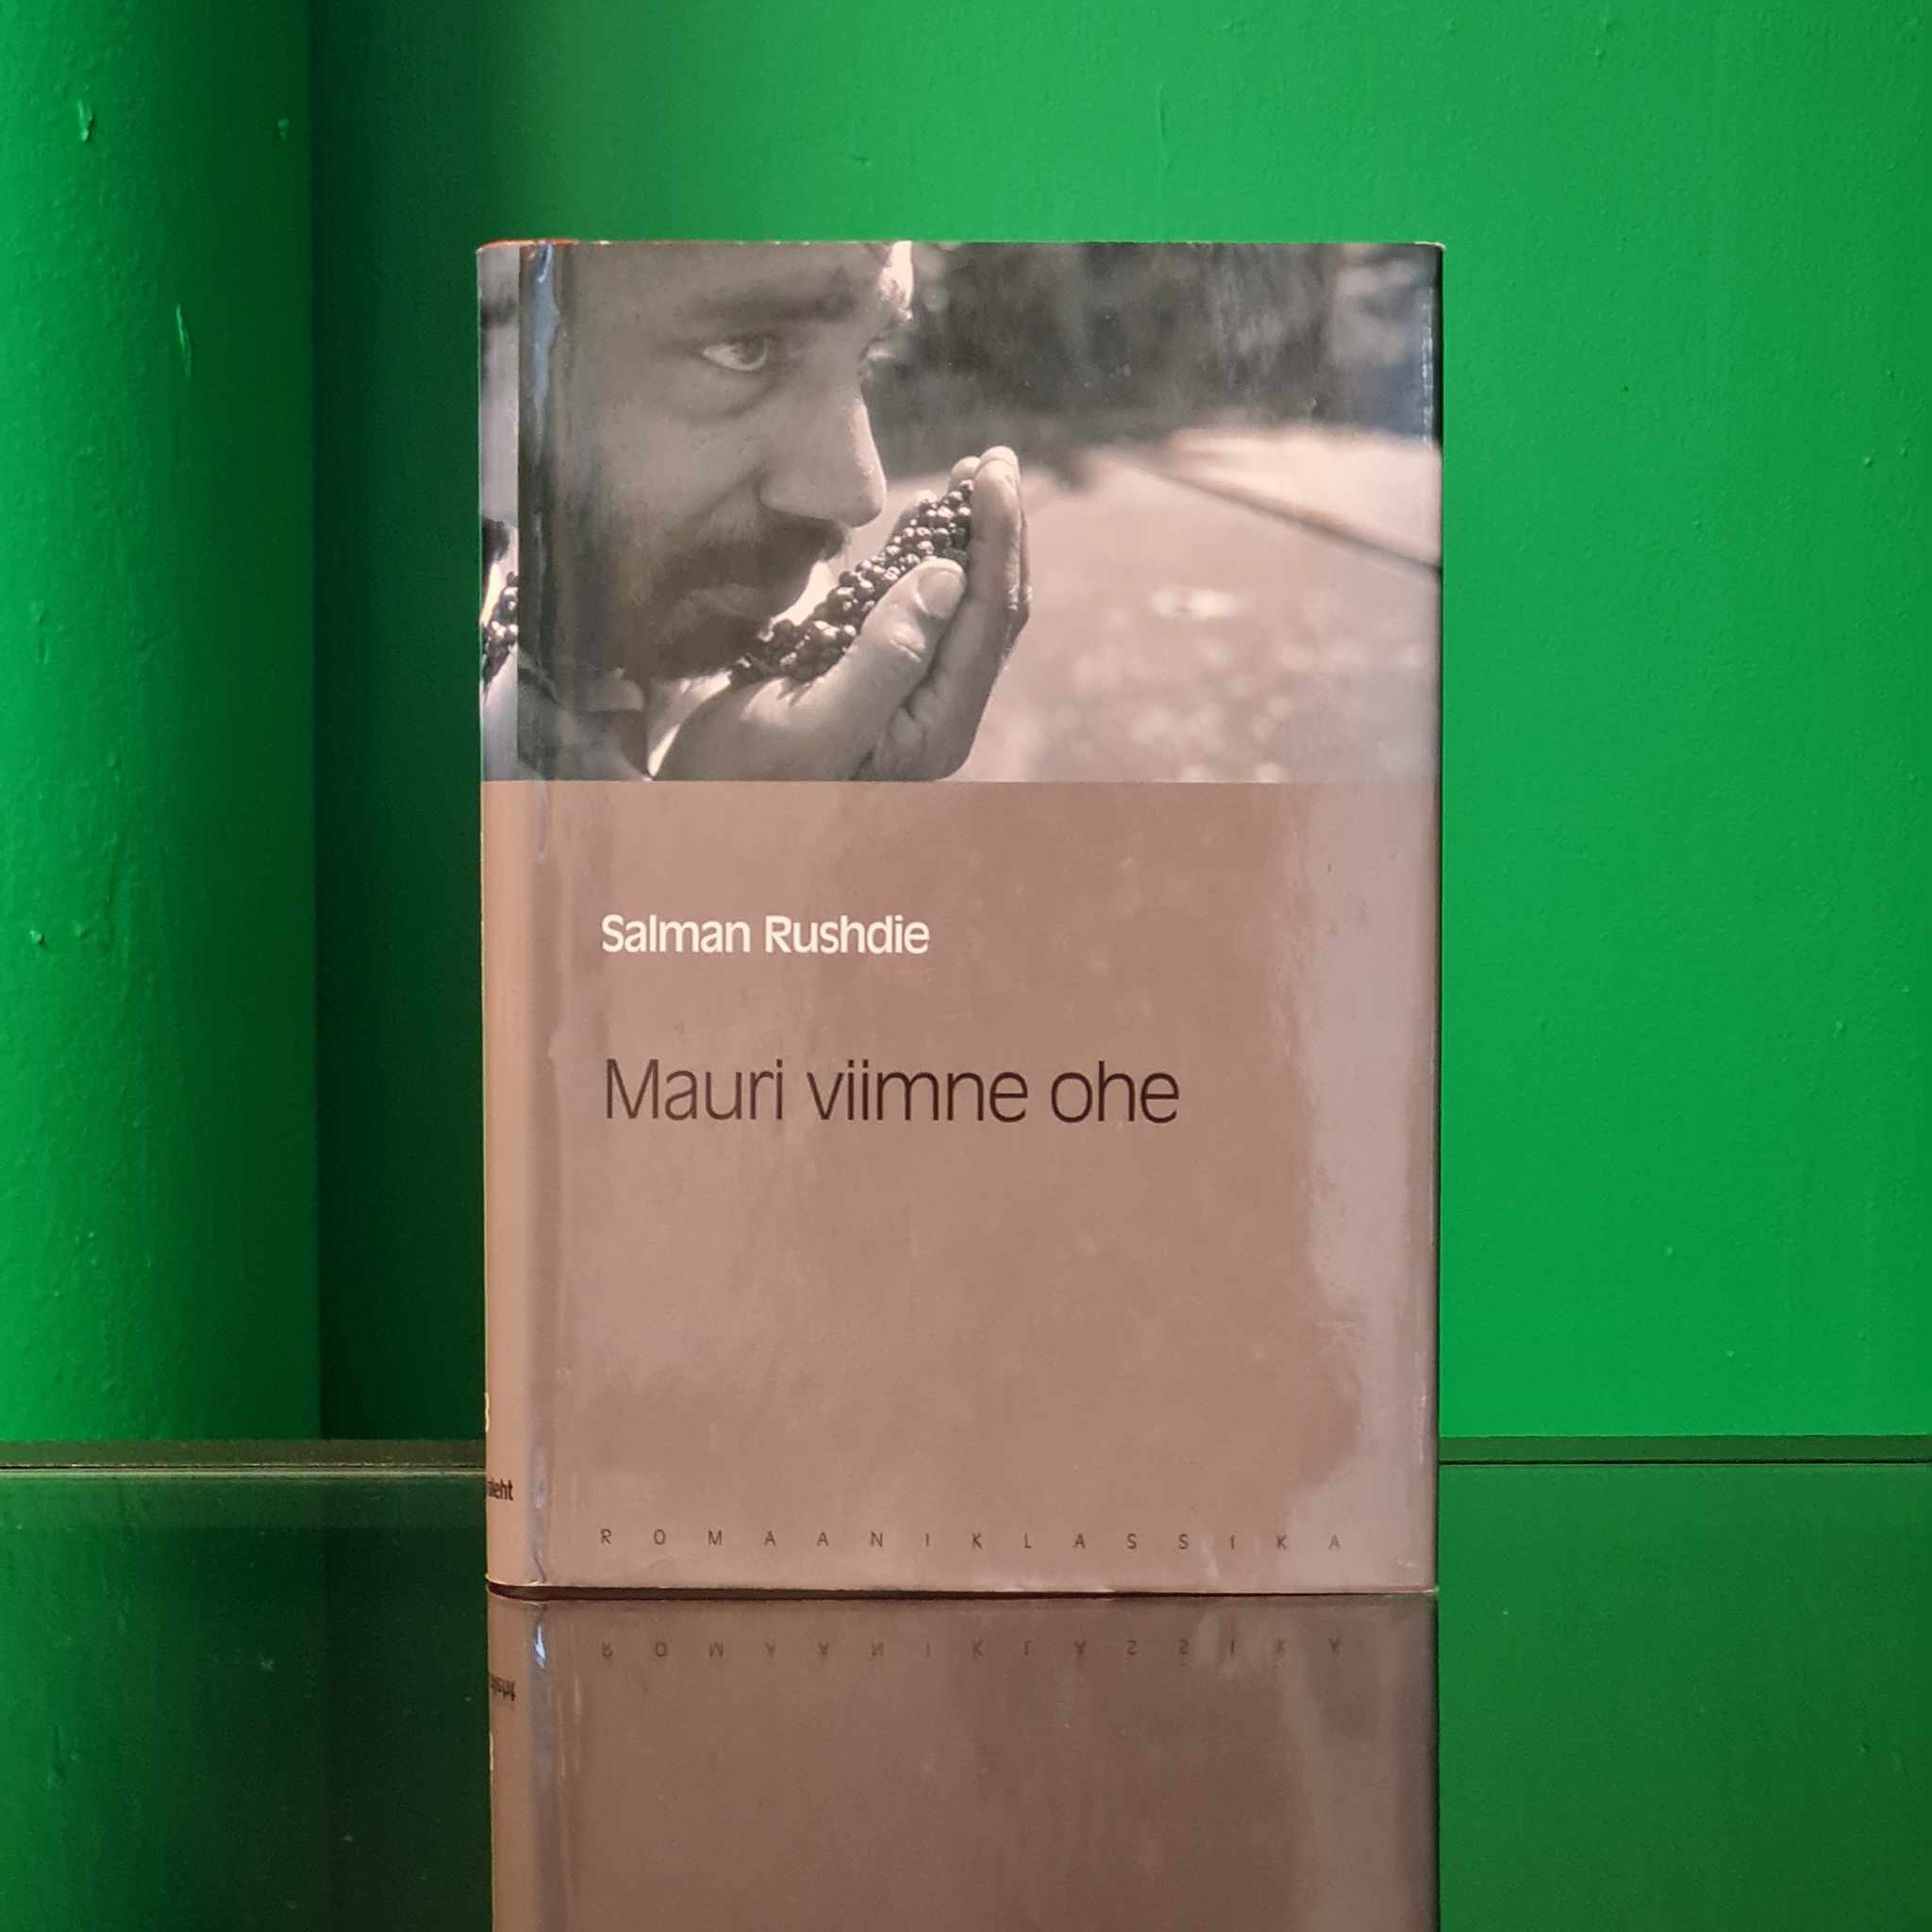 Salman Rushdie
Mauri viimne ohe
ROMAANIKLASSIKA